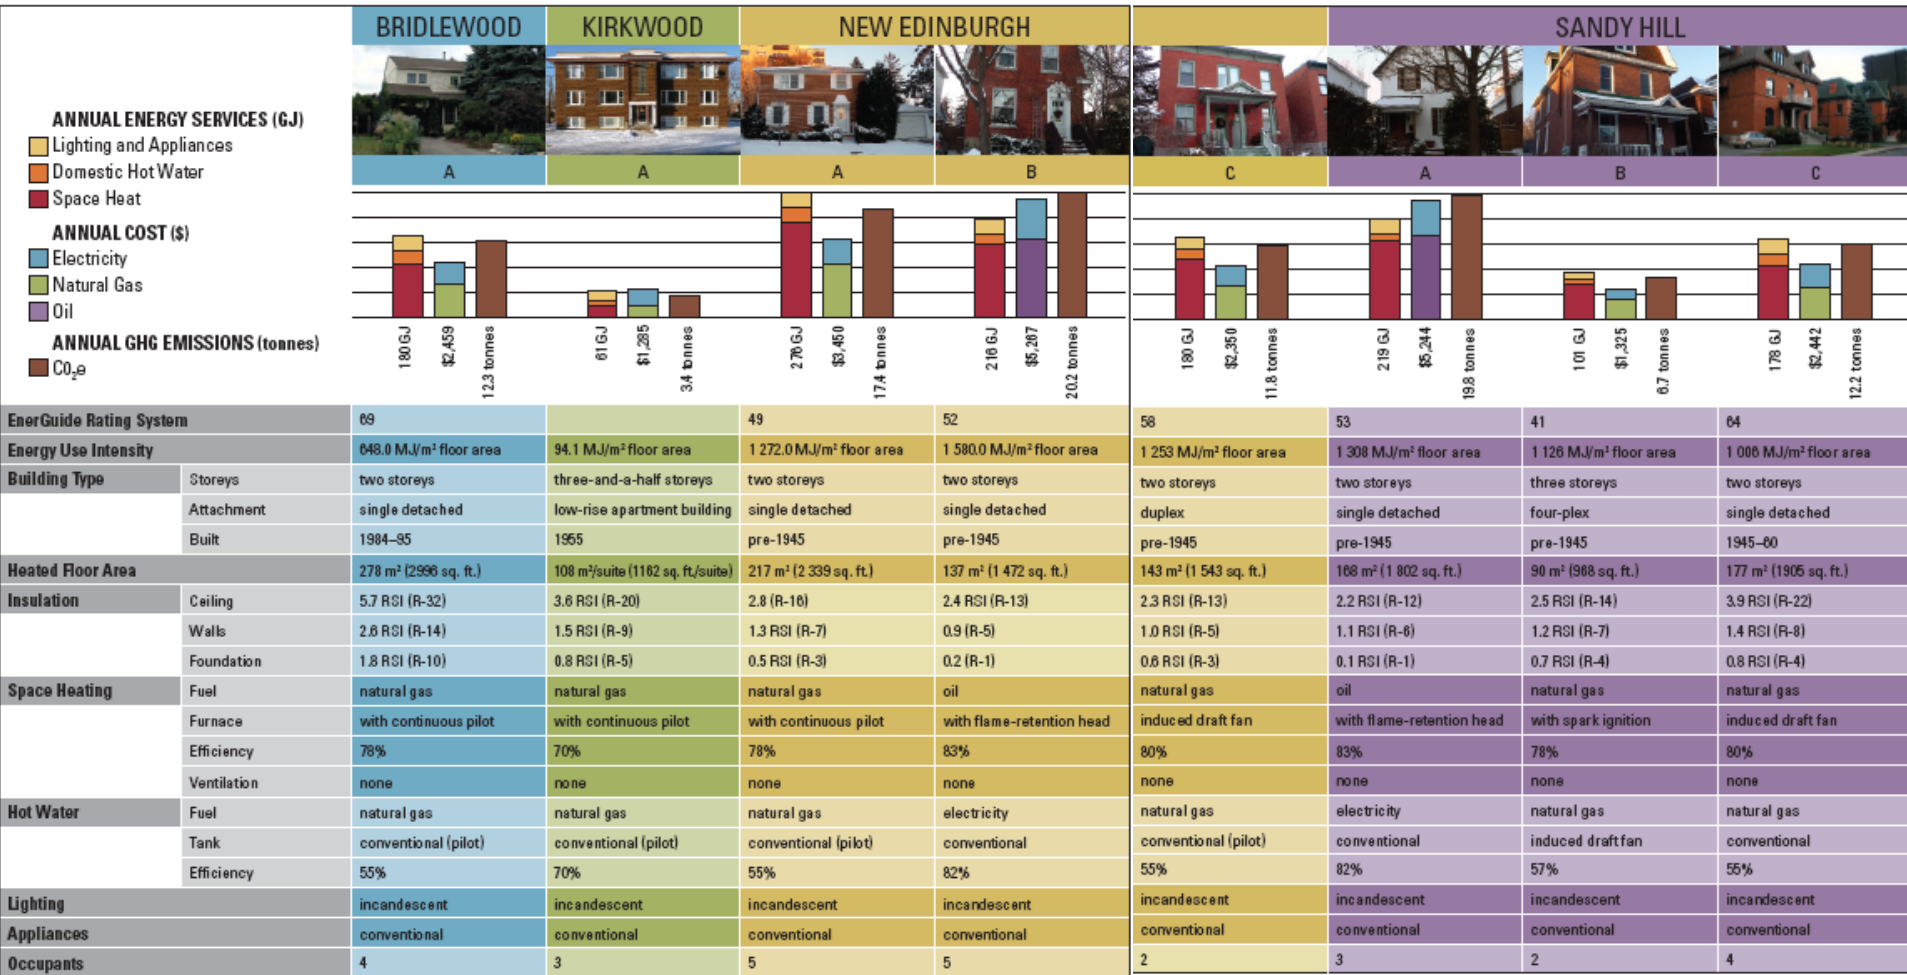 BRIDLEWOOD KIRKWOOD NEW EDINBURGH SANDY HILL
ANNUAL ENERGY SERVICES (GJ)
Lighting and Appliances
Domestic Hot Water
Space Heat
ANNUAL COST ($)
Electricity
Natural Gas
Oil
ANNUAL GHG EMISSIONS (tonnes)
CO₂e
A A A B C A B C
180 GJ $2,459 12.3 tonnes 61 GJ $1,285 3.4 tonnes 276 GJ $3,450 17.4 tonnes 216 GJ $5,267 20.2 tonnes 180 GJ $2,350 11.8 tonnes 219 GJ $5,244 19.8 tonnes 101 GJ $1,325 6.7 tonnes 178 GJ $2,442 12.2 tonnes
EnerGuide Rating System 69 49 52 58 53 41 64
Energy Use Intensity 648.0 MJ/m² floor area 94.1 MJ/m² floor area 1 272.0 MJ/m² floor area 1 580.0 MJ/m² floor area 1 253 MJ/m² floor area 1 308 MJ/m² floor area 1 126 MJ/m² floor area 1 006 MJ/m² floor area
Building Type Storeys two storeys three-and-a-half storeys two storeys two storeys two storeys two storeys three storeys two storeys
Attachment single detached low-rise apartment building single detached single detached duplex single detached four-plex single detached
Built 1984–95 1955 pre-1945 pre-1945 pre-1945 pre-1945 pre-1945 1945–60
Heated Floor Area 278 m² (2996 sq. ft.) 108 m²/suite (1162 sq. ft./suite) 217 m² (2 339 sq. ft.) 137 m² (1 472 sq. ft.) 143 m² (1 543 sq. ft.) 168 m² (1 802 sq. ft.) 90 m² (968 sq. ft.) 177 m² (1905 sq. ft.)
Insulation Ceiling 5.7 RSI (R-32) 3.6 RSI (R-20) 2.8 (R-16) 2.4 RSI (R-13) 2.3 RSI (R-13) 2.2 RSI (R-12) 2.5 RSI (R-14) 3.9 RSI (R-22)
Walls 2.6 RSI (R-14) 1.5 RSI (R-9) 1.3 RSI (R-7) 0.9 (R-5) 1.0 RSI (R-5) 1.1 RSI (R-6) 1.2 RSI (R-7) 1.4 RSI (R-8)
Foundation 1.8 RSI (R-10) 0.8 RSI (R-5) 0.5 RSI (R-3) 0.2 (R-1) 0.6 RSI (R-3) 0.1 RSI (R-1) 0.7 RSI (R-4) 0.8 RSI (R-4)
Space Heating Fuel natural gas natural gas natural gas oil natural gas oil natural gas natural gas
Furnace with continuous pilot with continuous pilot with continuous pilot with flame-retention head induced draft fan with flame-retention head with spark ignition induced draft fan
Efficiency 78% 70% 78% 83% 80% 83% 78% 80%
Ventilation none none none none none none none none
Hot Water Fuel natural gas natural gas natural gas electricity natural gas electricity natural gas natural gas
Tank conventional (pilot) conventional (pilot) conventional (pilot) conventional conventional (pilot) conventional induced draft fan conventional
Efficiency 55% 70% 55% 82% 55% 82% 57% 55%
Lighting incandescent incandescent incandescent incandescent incandescent incandescent incandescent incandescent
Appliances conventional conventional conventional conventional conventional conventional conventional conventional
Occupants 4 3 5 5 2 3 2 4